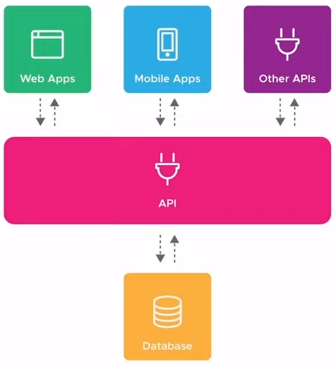 Web Apps
Mobile Apps
Other APIs
API
Database